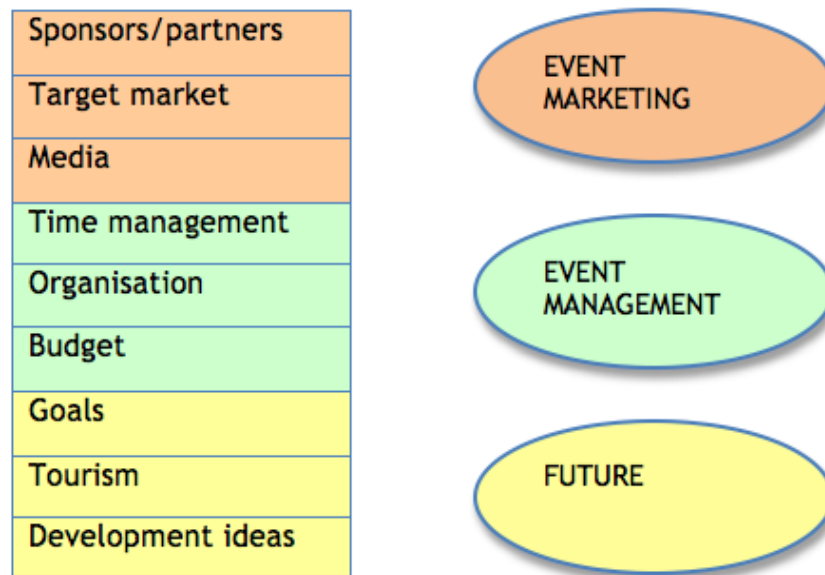 Sponsors/partners
Target market
Media
Time management
Organisation
Budget
Goals
Tourism
Development ideas
EVENT
MARKETING
EVENT
MANAGEMENT
FUTURE